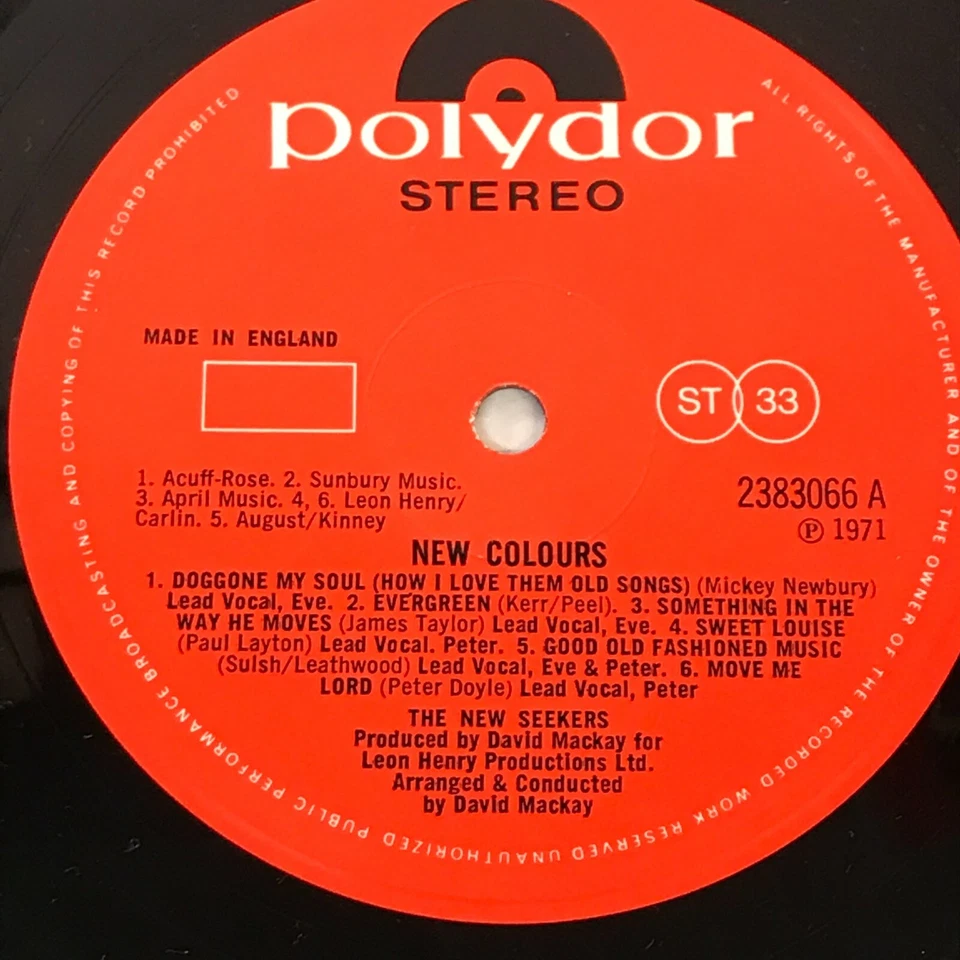 polydor
STEREO
MADE IN ENGLAND
ST 33
1. Acuff-Rose. 2. Sunbury Music.
3. April Music. 4, 6. Leon Henry/
Carlin. 5. August/Kinney
2383066 A
Ⓟ 1971
NEW COLOURS
1. DOGGONE MY SOUL (HOW I LOVE THEM OLD SONGS) (Mickey Newbury)
Lead Vocal, Eve. 2. EVERGREEN (Kerr/Peel). 3. SOMETHING IN THE
WAY HE MOVES (James Taylor) Lead Vocal, Eve. 4. SWEET LOUISE
(Paul Layton) Lead Vocal. Peter. 5. GOOD OLD FASHIONED MUSIC
(Sulsh/Leathwood) Lead Vocal, Eve & Peter. 6. MOVE ME
LORD (Peter Doyle) Lead Vocal, Peter
THE NEW SEEKERS
Produced by David Mackay for
Leon Henry Productions Ltd.
Arranged & Conducted
by David Mackay
ALL RIGHTS OF THE MANUFACTURER AND OF THE OWNER OF THE RECORDED WORK RESERVED UNAUTHORIZED PUBLIC PERFORMANCE BROADCASTING AND COPYING OF THIS RECORD PROHIBITED